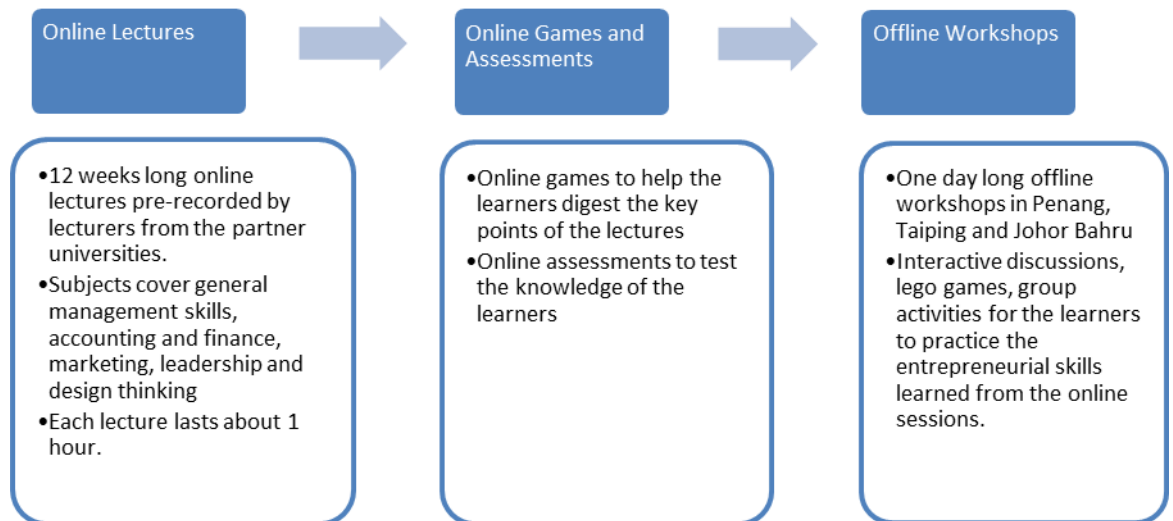 Online Lectures
•12 weeks long online
lectures pre-recorded by
lecturers from the partner
universities.
•Subjects cover general
management skills,
accounting and finance,
marketing, leadership and
design thinking
•Each lecture lasts about 1
hour.
Online Games and
Assessments
•Online games to help the
learners digest the key
points of the lectures
•Online assessments to test
the knowledge of the
learners
Offline Workshops
•One day long offline
workshops in Penang,
Taiping and Johor Bahru
•Interactive discussions,
lego games, group
activities for the learners
to practice the
entrepreneurial skills
learned from the online
sessions.